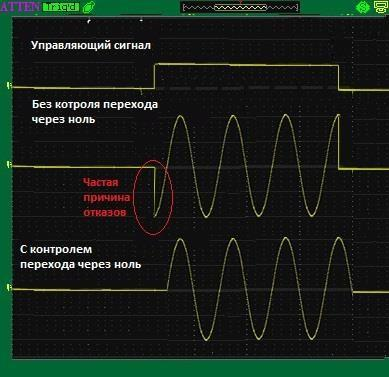 ATTEN Trig'd
Управляющий сигнал
Без котроля перехода
через ноль
Частая
причина
отказов
С контролем
перехода через ноль